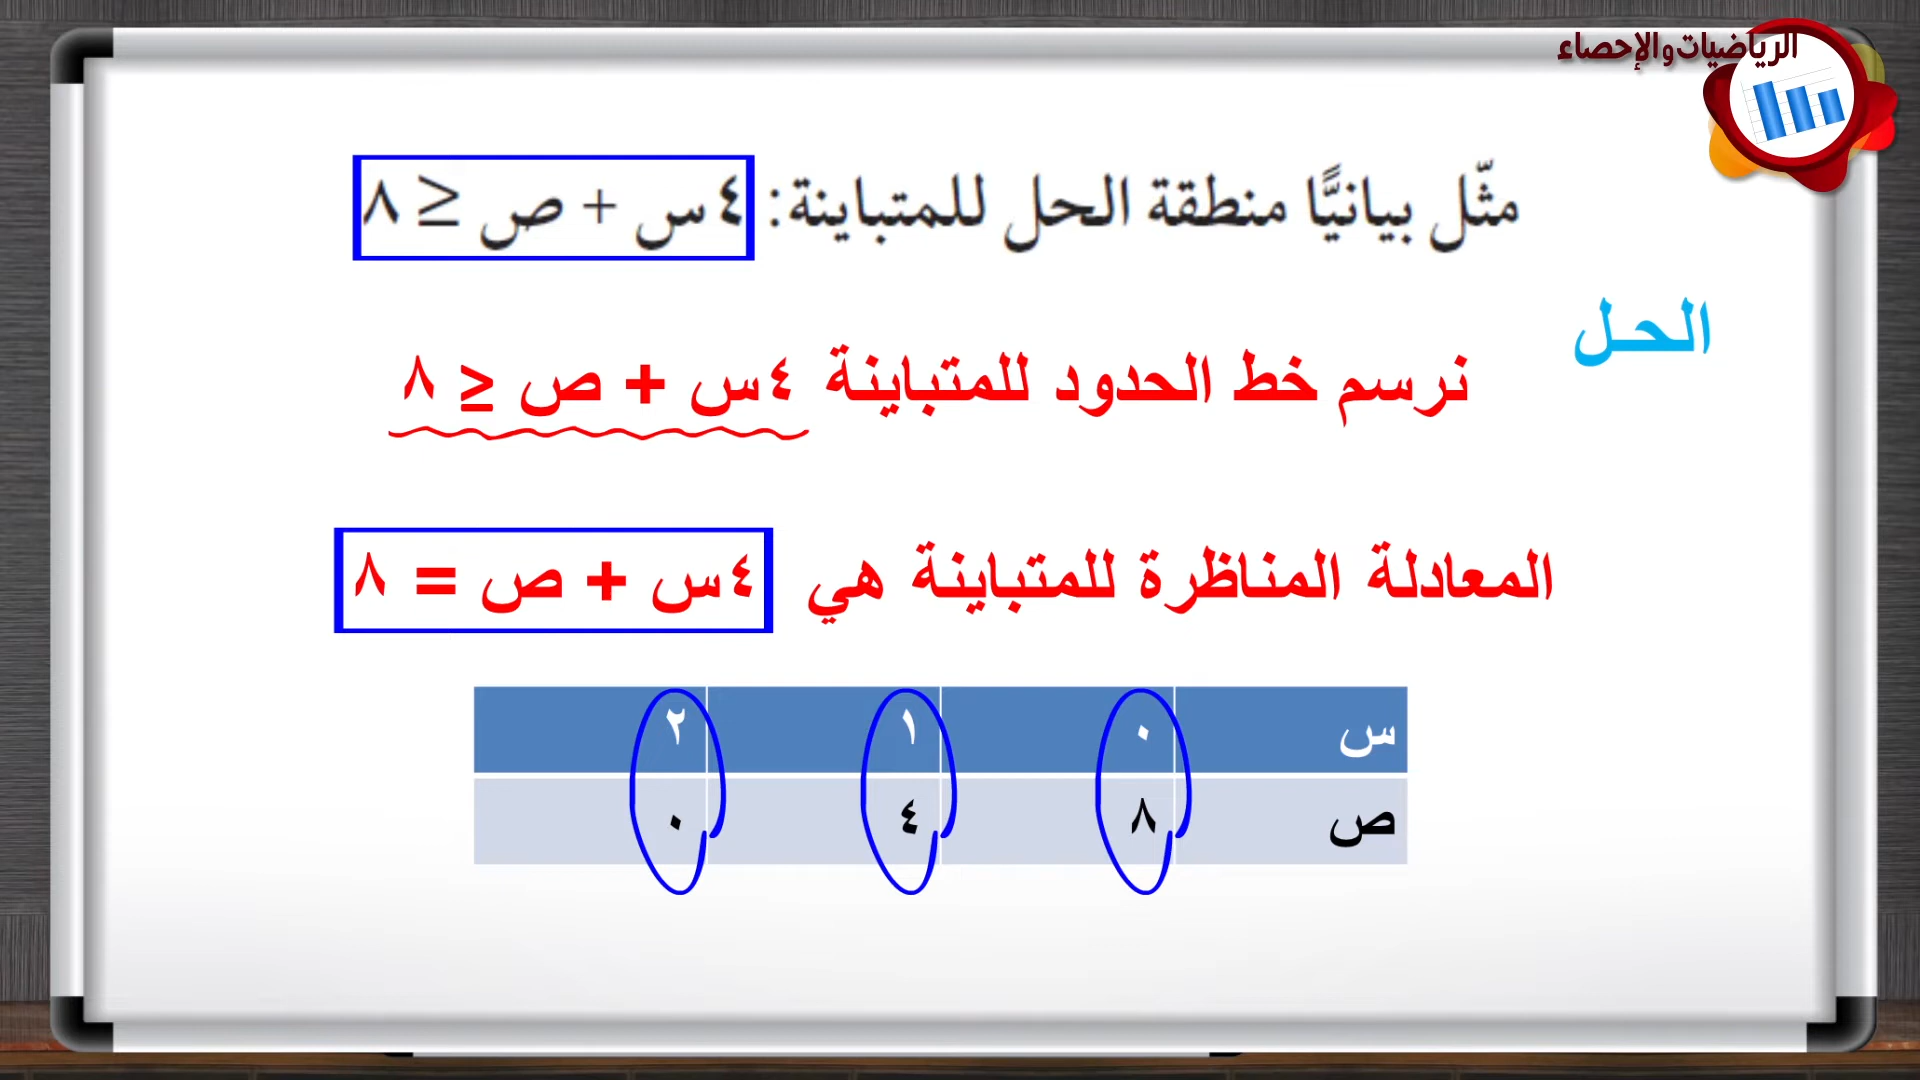 الرياضيات والإحصاء
مثّل بيانيًّا منطقة الحل للمتباينة: ٤س + ص ≤ ٨
الحل
نرسم خط الحدود للمتباينة ٤س + ص ≤ ٨
المعادلة المناظرة للمتباينة هي ٤س + ص = ٨
س ٠ ١ ٢
ص ٨ ٤ ٠